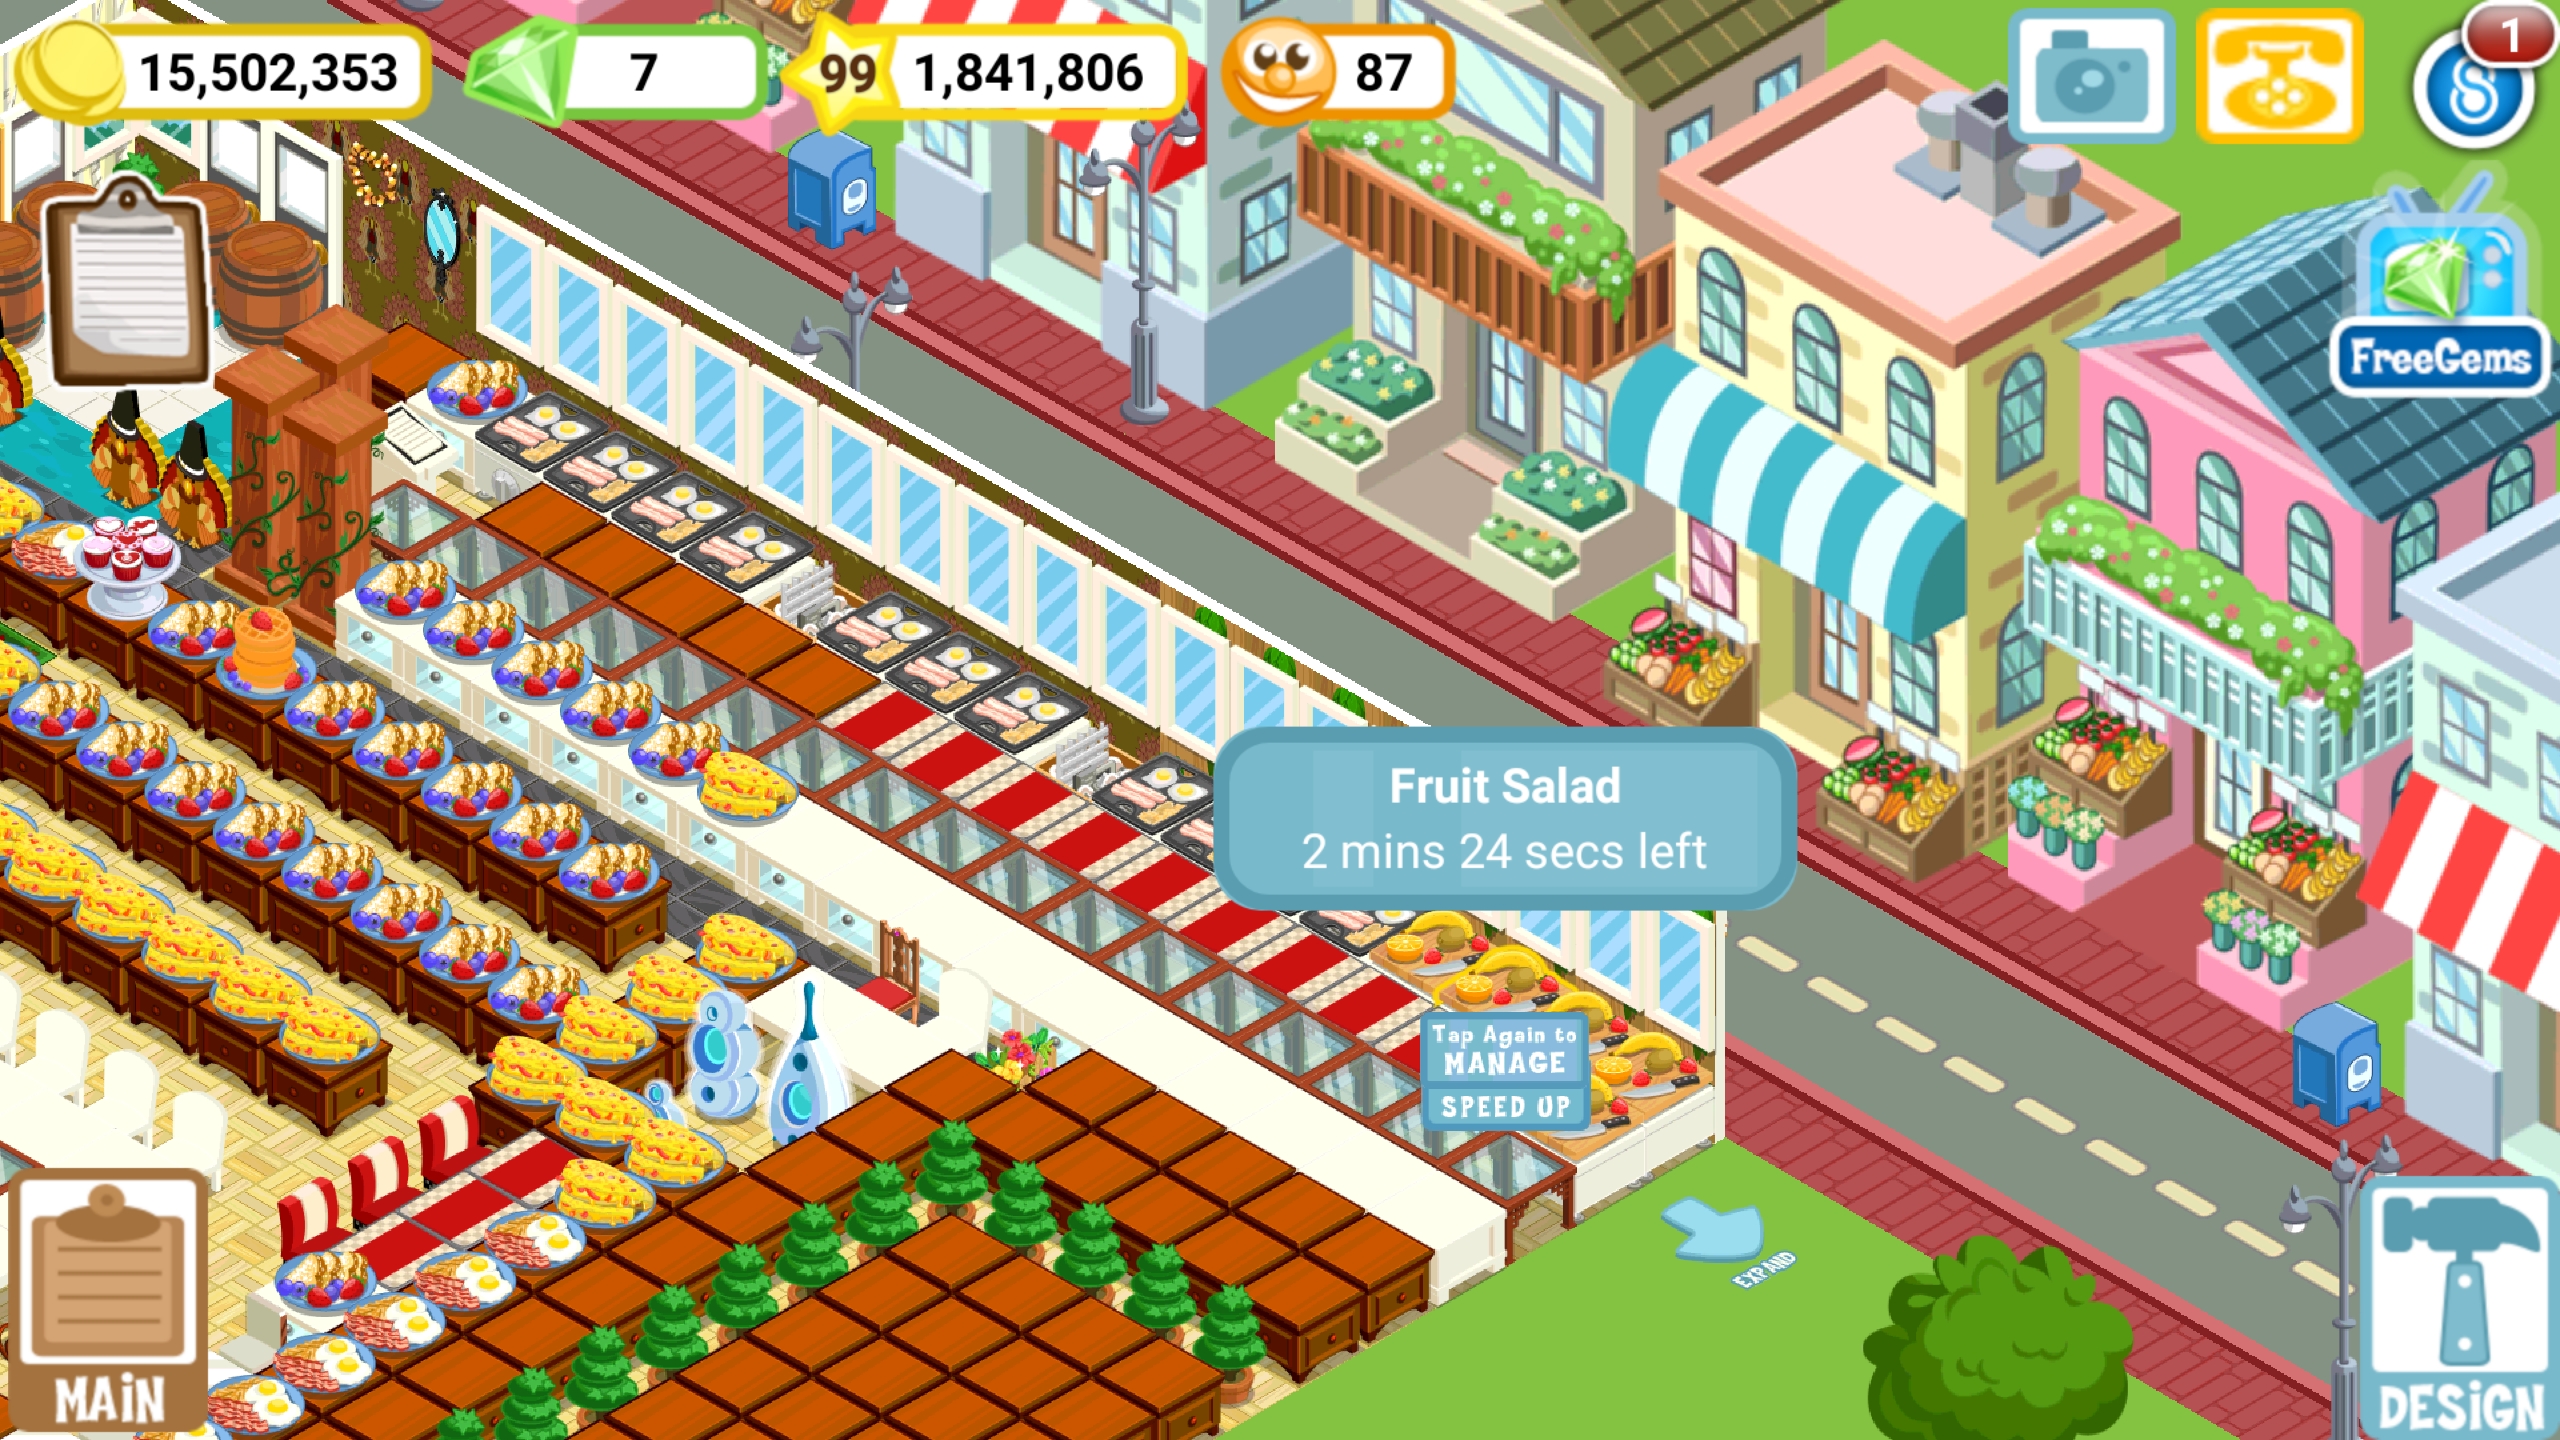 15,502,353
7
99
1,841,806
87
1
8
FreeGems
Fruit Salad
2 mins 24 secs left
Tap Again to
MANAGE
SPEED UP
EXPAND
MAiN
DESiGN